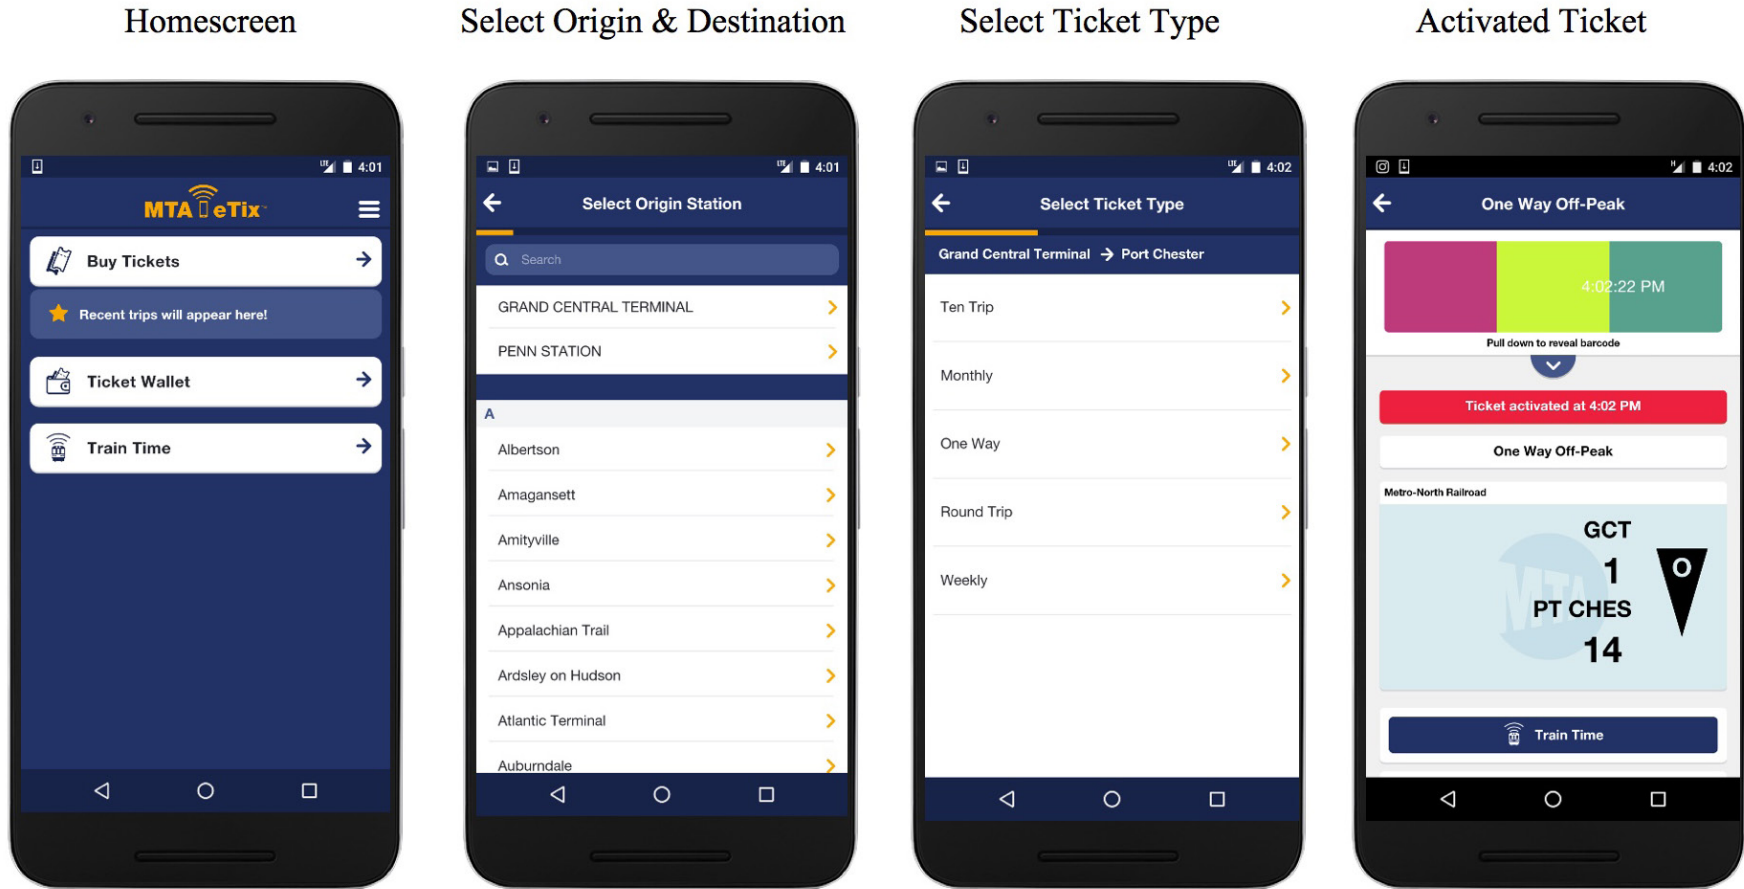 Homescreen
4:01
MTA eTix
Buy Tickets
Recent trips will appear here!
Ticket Wallet
Train Time
Select Origin & Destination
4:01
Select Origin Station
Search
GRAND CENTRAL TERMINAL
PENN STATION
A
Albertson
Amagansett
Amityville
Ansonia
Appalachian Trail
Ardsley on Hudson
Atlantic Terminal
Auburndale
Select Ticket Type
LTE 4:02
Select Ticket Type
Grand Central Terminal → Port Chester
Ten Trip
Monthly
One Way
Round Trip
Weekly
Activated Ticket
H 4:02
One Way Off-Peak
4:02:22 PM
Pull down to reveal barcode
Ticket activated at 4:02 PM
One Way Off-Peak
Metro-North Railroad
MTA
GCT
1
O
PT CHES
14
Train Time